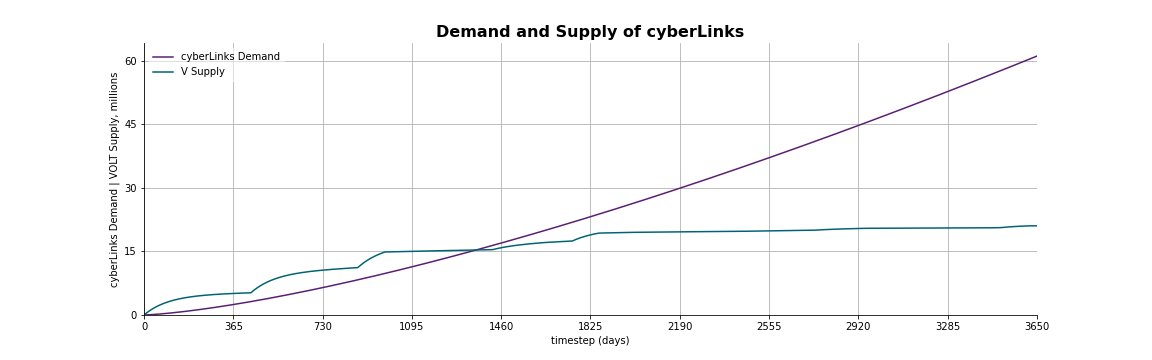 Demand and Supply of cyberLinks
cyberLinks Demand
V Supply
cyberLinks Demand | VOLT Supply, millions
60
45
30
15
0
0 365 730 1095 1460 1825 2190 2555 2920 3285 3650
timestep (days)